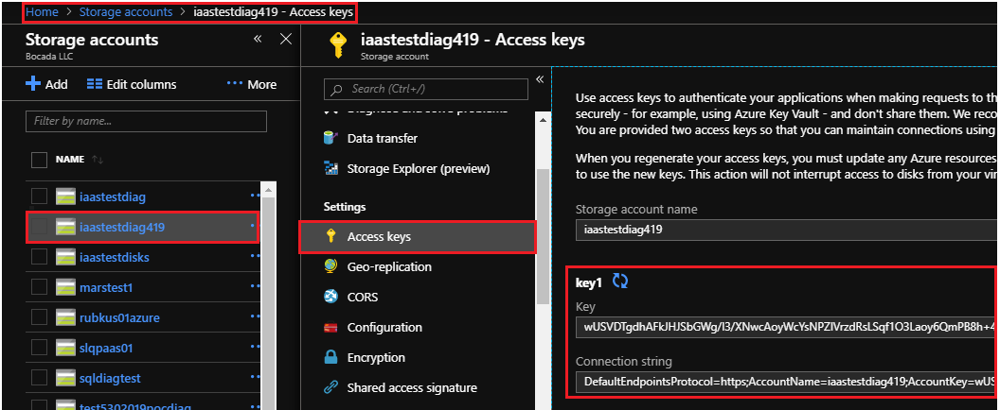 Home > Storage accounts > iaastestdiag419 - Access keys
Storage accounts
Bocada LLC
Add Edit columns More
Filter by name...
NAME
iaastestdiag
iaastestdiag419
iaastestdisks
marstest1
rubkus01azure
slqpaas01
sqldiagtest
iaastestdiag419 - Access keys
Storage account
Search (Ctrl+/)
Data transfer
Storage Explorer (preview)
Settings
Access keys
Geo-replication
CORS
Configuration
Encryption
Shared access signature
Use access keys to authenticate your applications when making requests to th
securely - for example, using Azure Key Vault - and don't share them. We reco
You are provided two access keys so that you can maintain connections using
When you regenerate your access keys, you must update any Azure resources
to use the new keys. This action will not interrupt access to disks from your vir
Storage account name
iaastestdiag419
key1
Key
Connection string
DefaultEndpointsProtocol=https;AccountName=iaastestdiag419;AccountKey=wUS